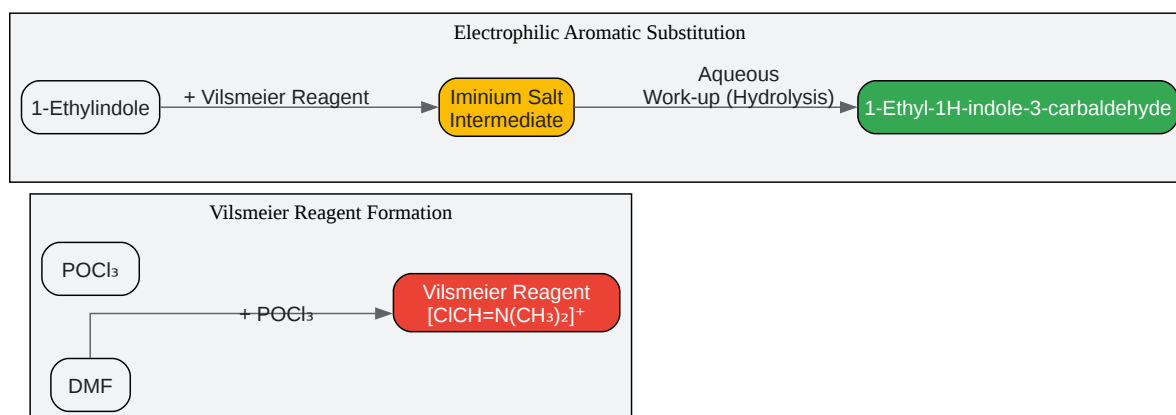 Electrophilic Aromatic Substitution
1-Ethylindole
+ Vilsmeier Reagent
Iminium Salt
Intermediate
Aqueous
Work-up (Hydrolysis)
1-Ethyl-1H-indole-3-carbaldehyde
Vilsmeier Reagent Formation
POCl₃
DMF
+ POCl₃
Vilsmeier Reagent
[ClCH=N(CH₃)₂]⁺